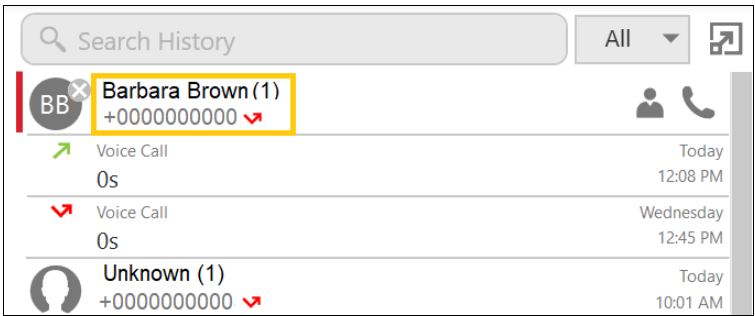 Search History All
BB Barbara Brown (1)
+0000000000
Voice Call Today
0s 12:08 PM
Voice Call Wednesday
0s 12:45 PM
Unknown (1) Today
+0000000000 10:01 AM